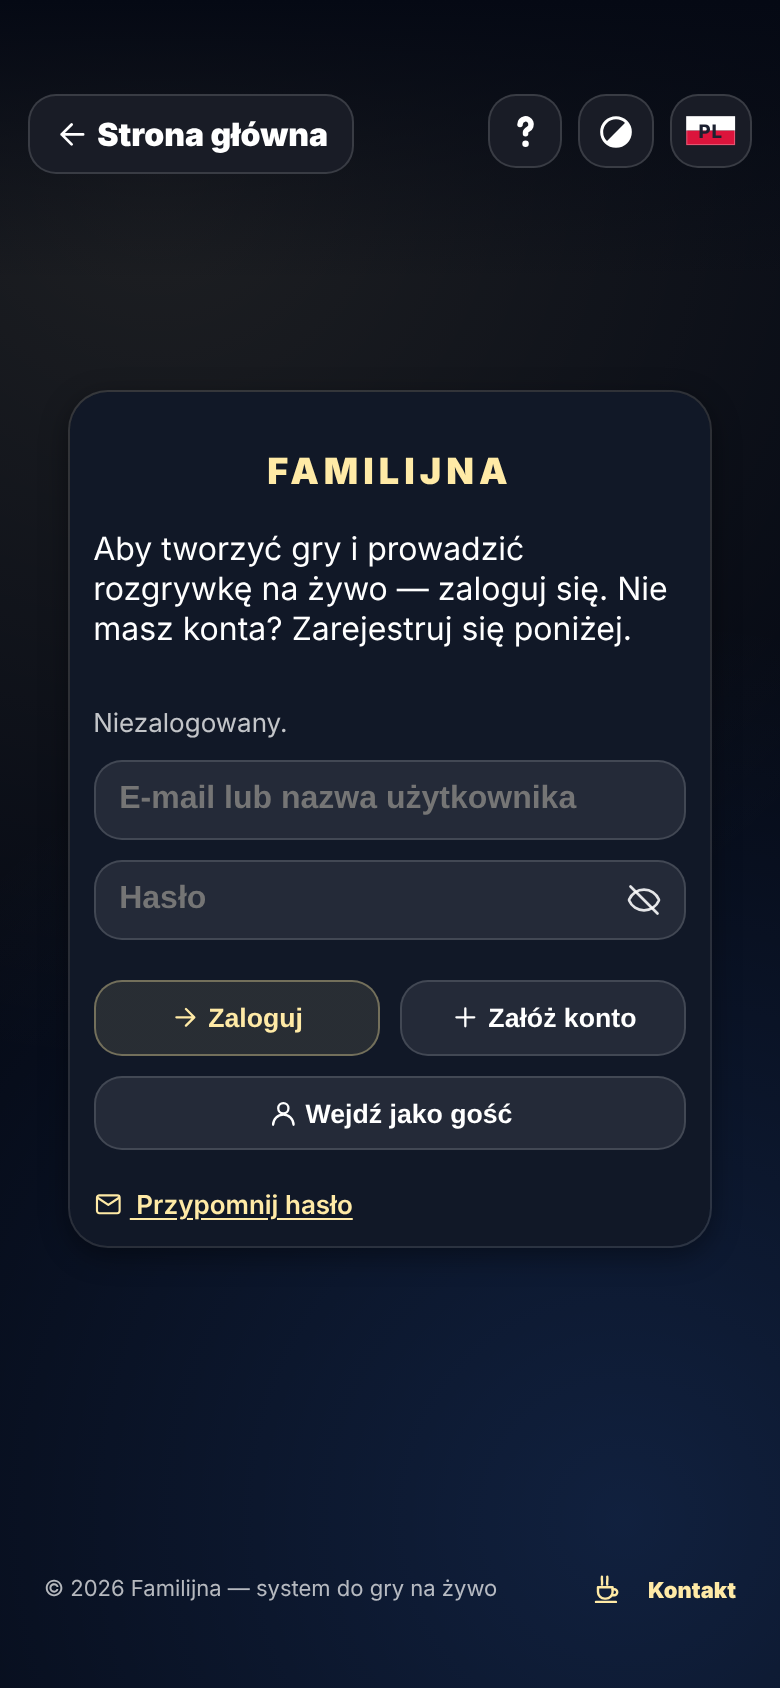 Strona główna
?
PL
FAMILIJNA
Aby tworzyć gry i prowadzić
rozgrywkę na żywo — zaloguj się. Nie
masz konta? Zarejestruj się poniżej.
Niezalogowany.
E-mail lub nazwa użytkownika
Hasło
Zaloguj
Załóż konto
Wejdź jako gość
Przypomnij hasło
© 2026 Familijna — system do gry na żywo
Kontakt